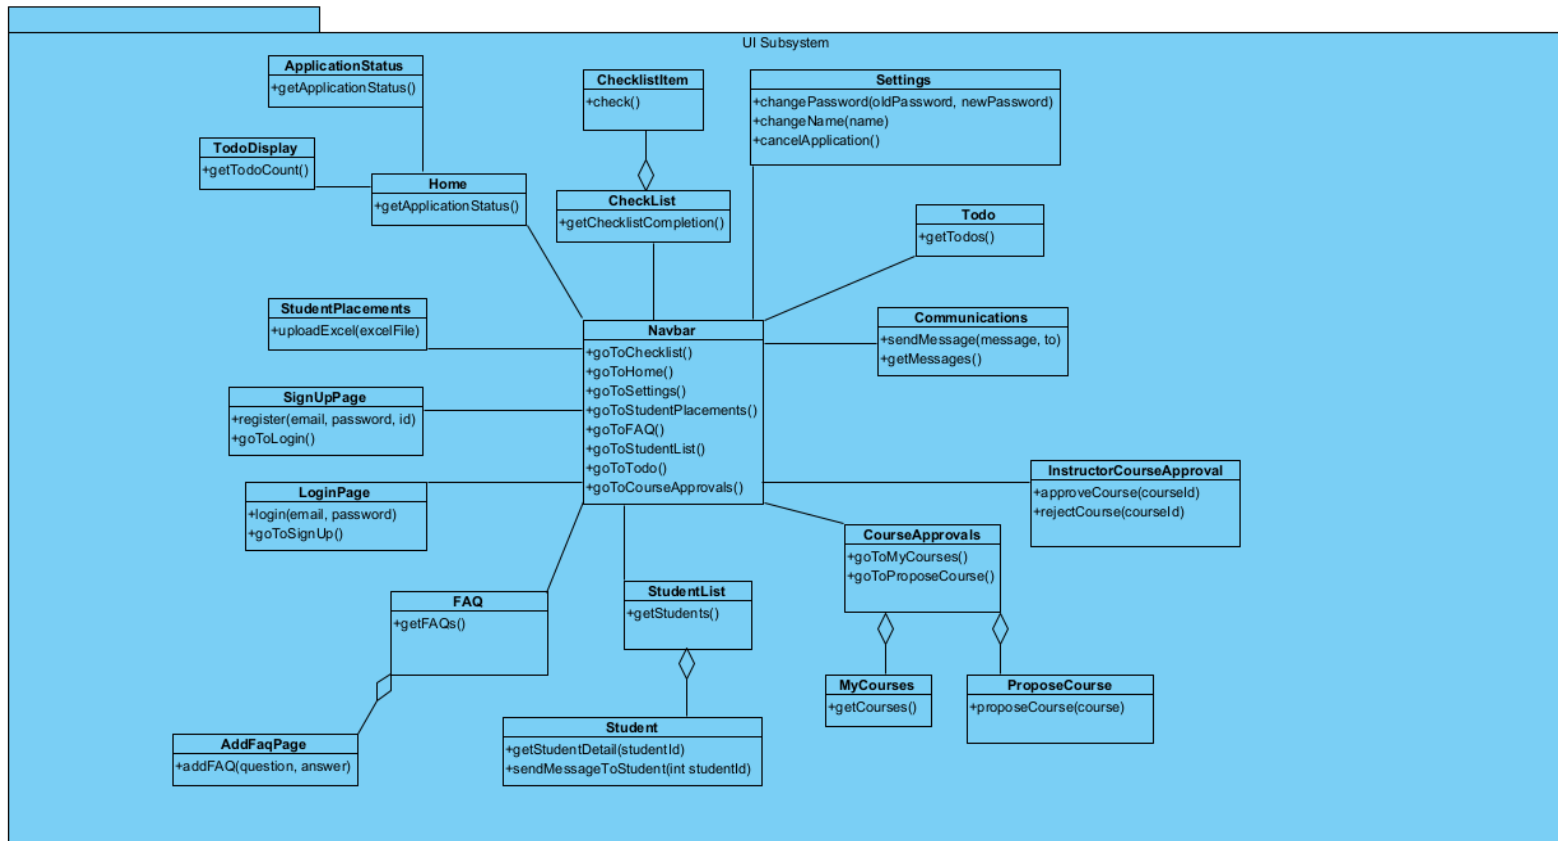 UI Subsystem
ApplicationStatus
+getApplicationStatus()
ChecklistItem
+check()
Settings
+changePassword(oldPassword, newPassword)
+changeName(name)
+cancelApplication()
TodoDisplay
+getTodoCount()
Home
+getApplicationStatus()
CheckList
+getChecklistCompletion()
Todo
+getTodos()
StudentPlacements
+uploadExcel(excelFile)
Navbar
+goToChecklist()
+goToHome()
+goToSettings()
+goToStudentPlacements()
+goToFAQ()
+goToStudentList()
+goToTodo()
+goToCourseApprovals()
Communications
+sendMessage(message, to)
+getMessages()
SignUpPage
+register(email, password, id)
+goToLogin()
LoginPage
+login(email, password)
+goToSignUp()
InstructorCourseApproval
+approveCourse(courseId)
+rejectCourse(courseId)
CourseApprovals
+goToMyCourses()
+goToProposeCourse()
FAQ
+getFAQs()
StudentList
+getStudents()
MyCourses
+getCourses()
ProposeCourse
+proposeCourse(course)
Student
+getStudentDetail(studentId)
+sendMessageToStudent(int studentId)
AddFaqPage
+addFAQ(question, answer)